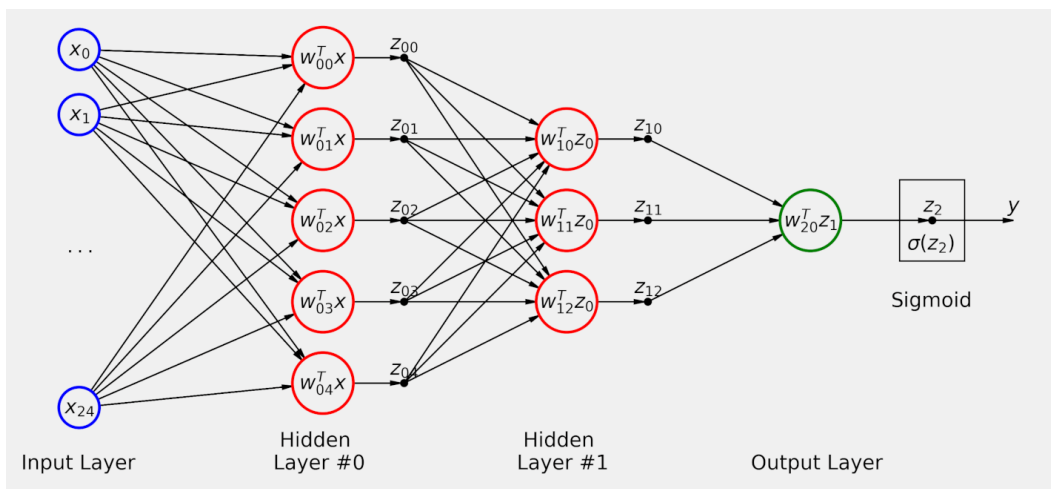 x₀
x₁
...
x₂₄
Input Layer
w₀₀ᵀx
w₀₁ᵀx
w₀₂ᵀx
w₀₃ᵀx
w₀₄ᵀx
Hidden
Layer #0
z₀₀
z₀₁
z₀₂
z₀₃
z₀₄
w₁₀ᵀz₀
w₁₁ᵀz₀
w₁₂ᵀz₀
Hidden
Layer #1
z₁₀
z₁₁
z₁₂
w₂₀ᵀz₁
Output Layer
z₂
σ(z₂)
Sigmoid
y